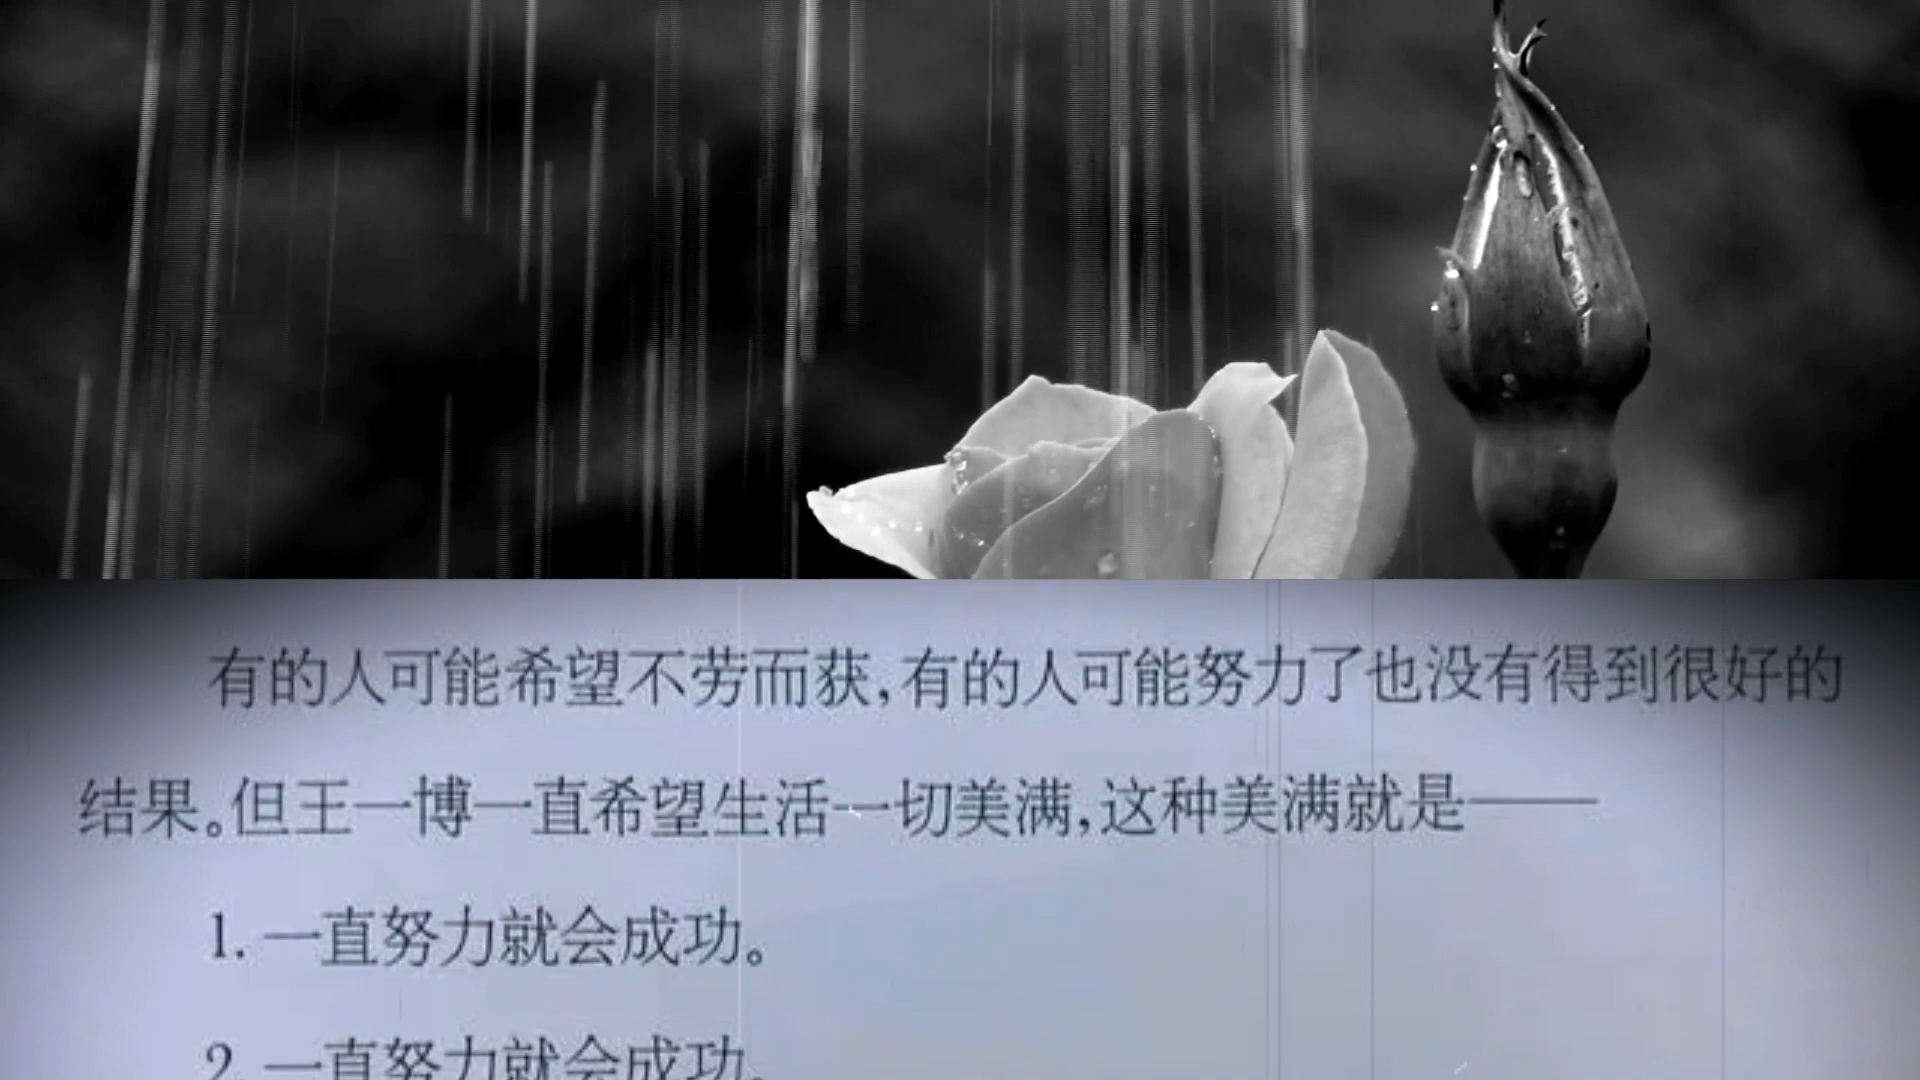 有的人可能希望不劳而获,有的人可能努力了也没有得到很好的
结果。但王一博一直希望生活一切美满,这种美满就是——
1. 一直努力就会成功。
2. 一直努力就会成功。